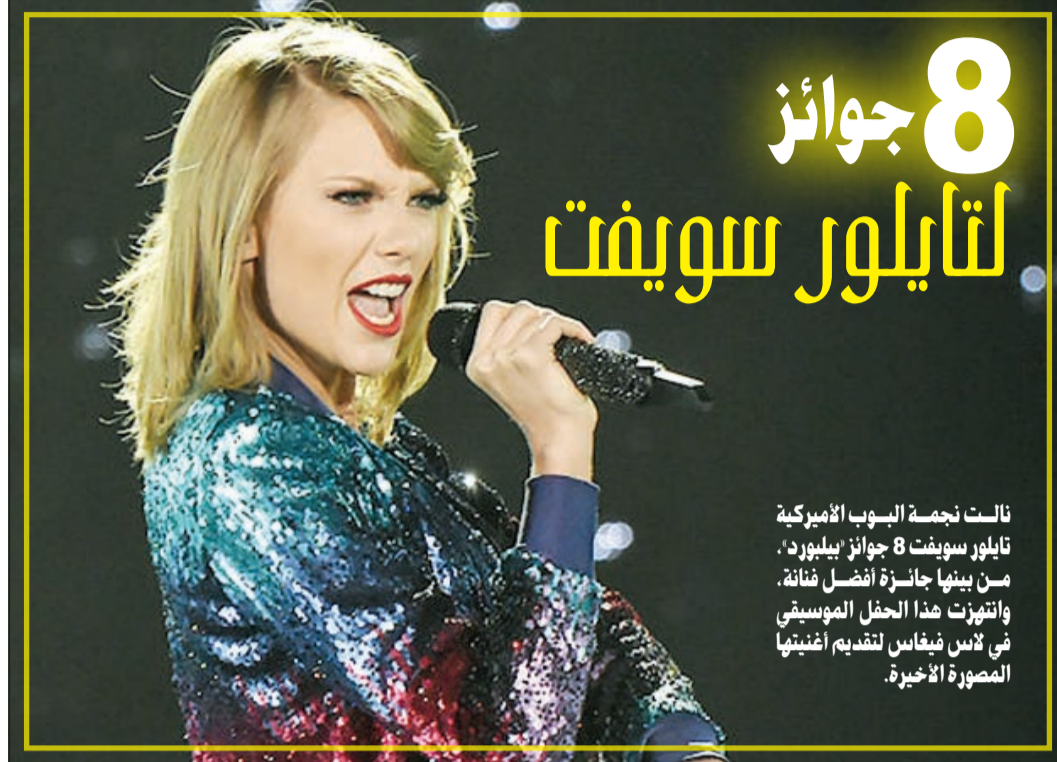 8 جوائز
لتايلور سويفت
نالت نجمة البوب الأميركية
تايلور سويفت 8 جوائز «بيلبورد»،
من بينها جائزة أفضل فنانة،
وانتهزت هذا الحفل الموسيقي
في لاس فيغاس لتقديم أغنيتها
المصورة الأخيرة.